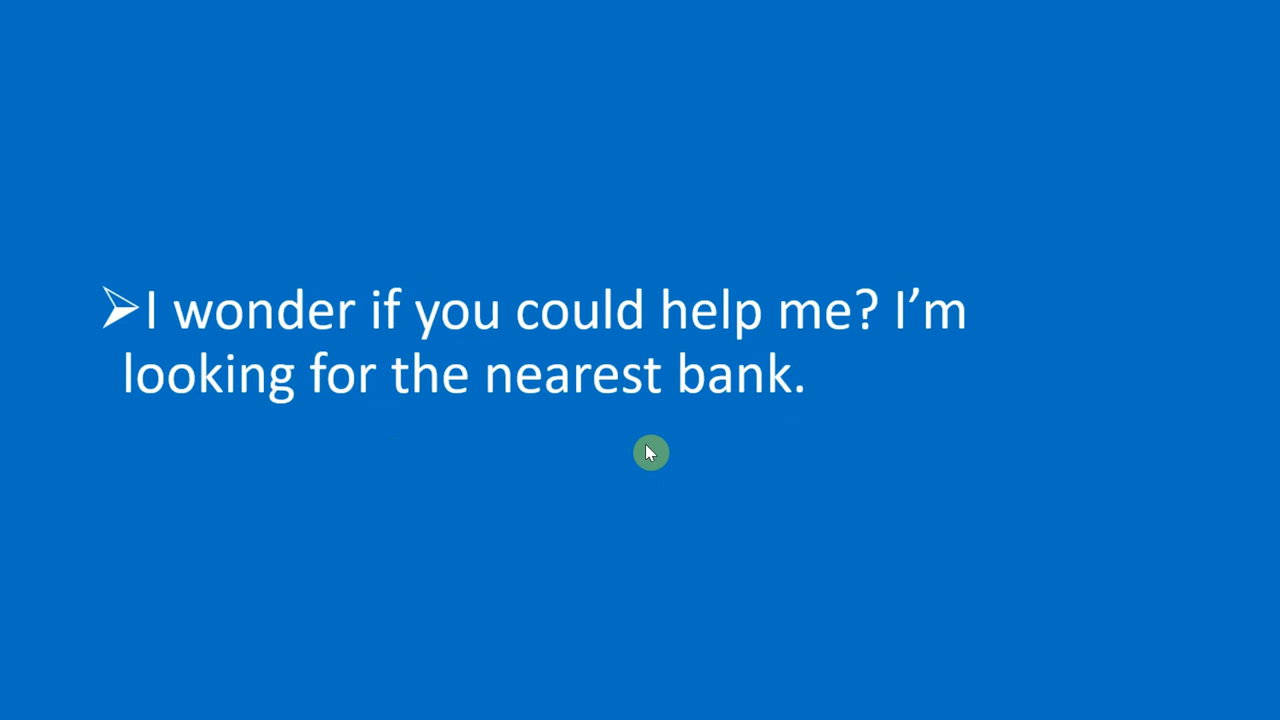 ➢I wonder if you could help me? I’m
looking for the nearest bank.